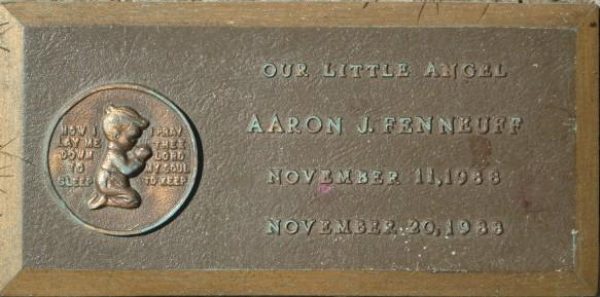 NOW I
LAY ME
DOWN
TO
SLEEP
I PRAY
THEE
LORD
MY SOUL
TO KEEP
OUR LITTLE ANGEL
AARON J. FENNEUFF
NOVEMBER 11,1988
NOVEMBER 20,1988